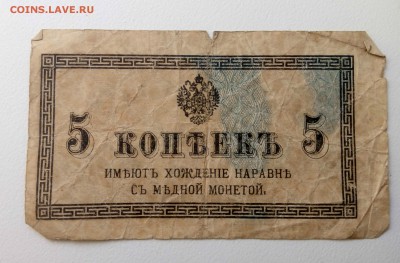 COINS.LAVE.RU
5 КОПѢЕКЪ 5
ИМѢЮТЪ ХОЖДЕНІЕ НАРАВНѢ
СЪ МѢДНОЙ МОНЕТОЙ.